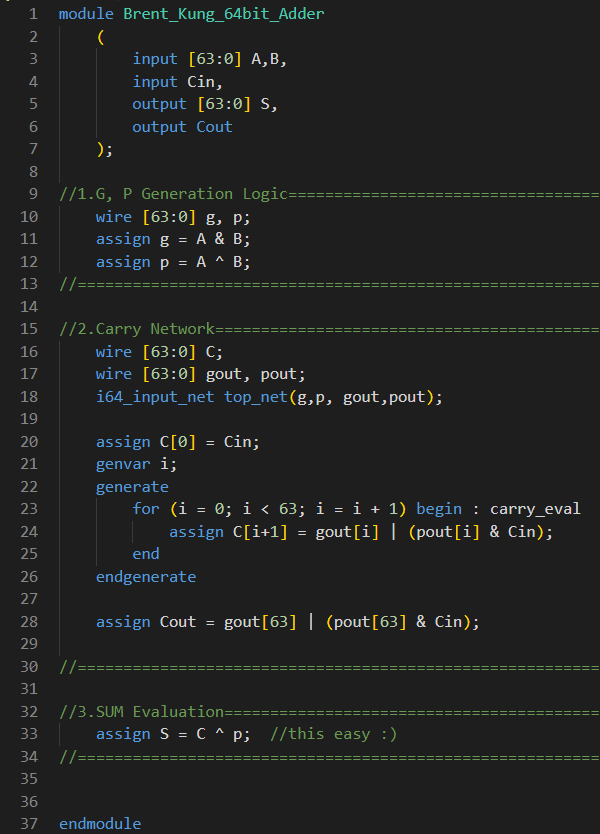 1 module Brent_Kung_64bit_Adder
2 (
3 input [63:0] A,B,
4 input Cin,
5 output [63:0] S,
6 output Cout
7 );
8
9 //1.G, P Generation Logic==================================
10 wire [63:0] g, p;
11 assign g = A & B;
12 assign p = A ^ B;
13 //=========================================================
14
15 //2.Carry Network==========================================
16 wire [63:0] C;
17 wire [63:0] gout, pout;
18 i64_input_net top_net(g,p, gout,pout);
19
20 assign C[0] = Cin;
21 genvar i;
22 generate
23 for (i = 0; i < 63; i = i + 1) begin : carry_eval
24 assign C[i+1] = gout[i] | (pout[i] & Cin);
25 end
26 endgenerate
27
28 assign Cout = gout[63] | (pout[63] & Cin);
29
30 //=========================================================
31
32 //3.SUM Evaluation=========================================
33 assign S = C ^ p;  //this easy :)
34 //=========================================================
35
36
37 endmodule